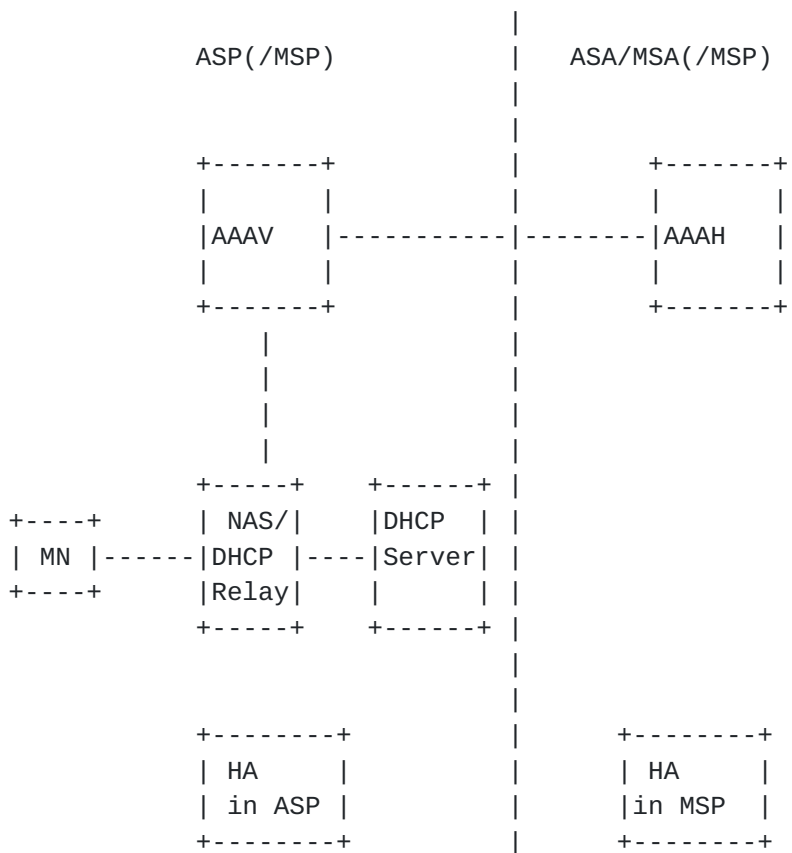 ASP(/MSP) ASA/MSA(/MSP)
AAAV AAAH
NAS/ DHCP
MN DHCP Server
Relay
HA HA
in ASP in MSP